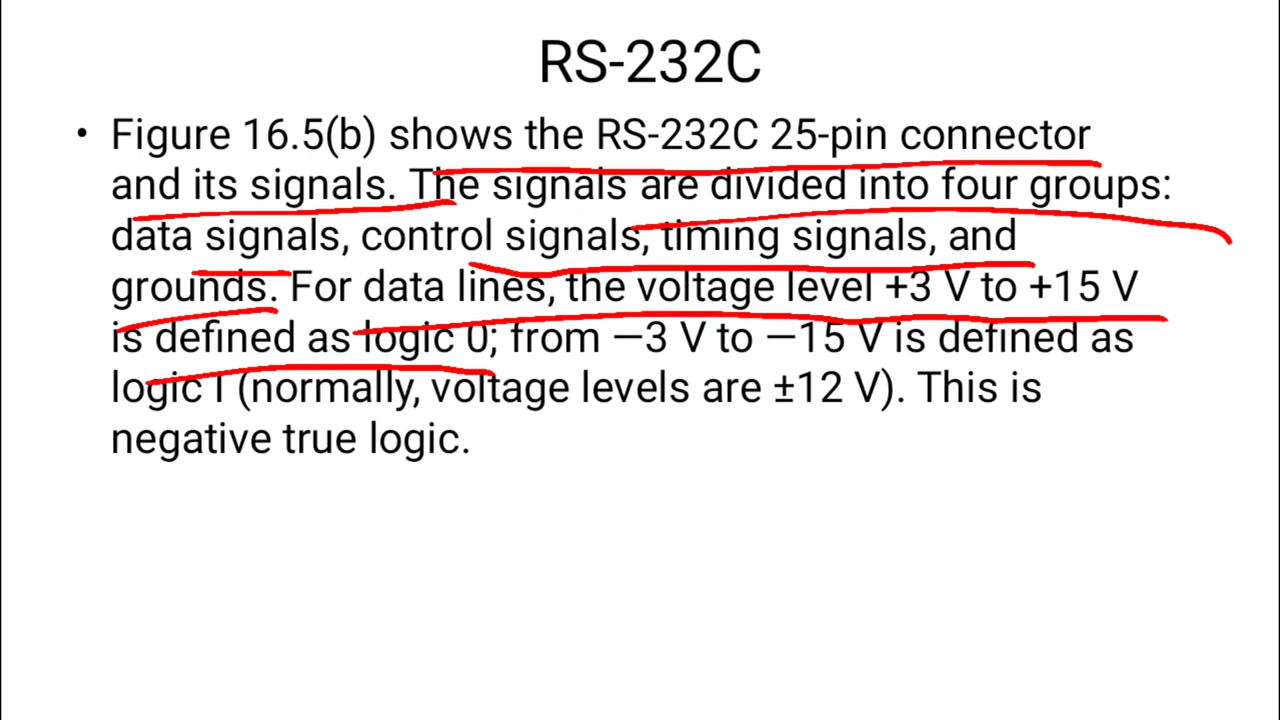 RS-232C
• Figure 16.5(b) shows the RS-232C 25-pin connector
and its signals. The signals are divided into four groups:
data signals, control signals, timing signals, and
grounds. For data lines, the voltage level +3 V to +15 V
is defined as logic 0; from —3 V to —15 V is defined as
logic l (normally, voltage levels are ±12 V). This is
negative true logic.